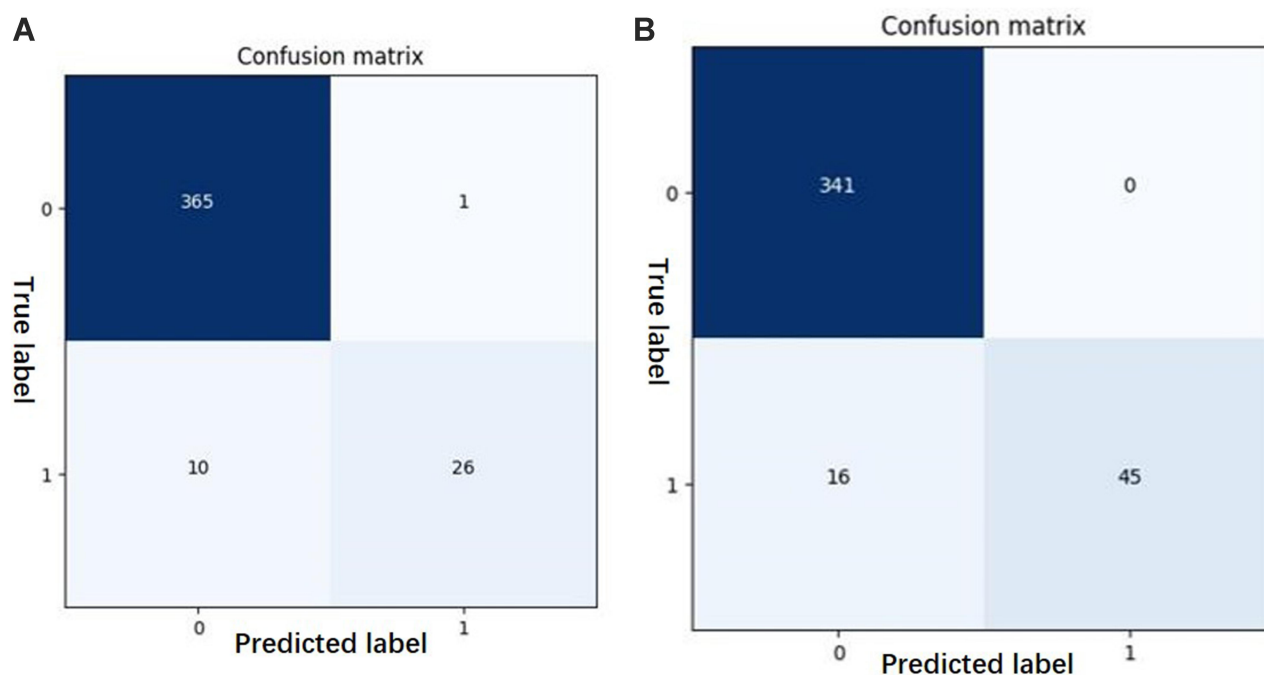 A
Confusion matrix
True label
0
365
1
1
10
26
0
1
Predicted label
B
Confusion matrix
True label
0
341
0
1
16
45
0
1
Predicted label